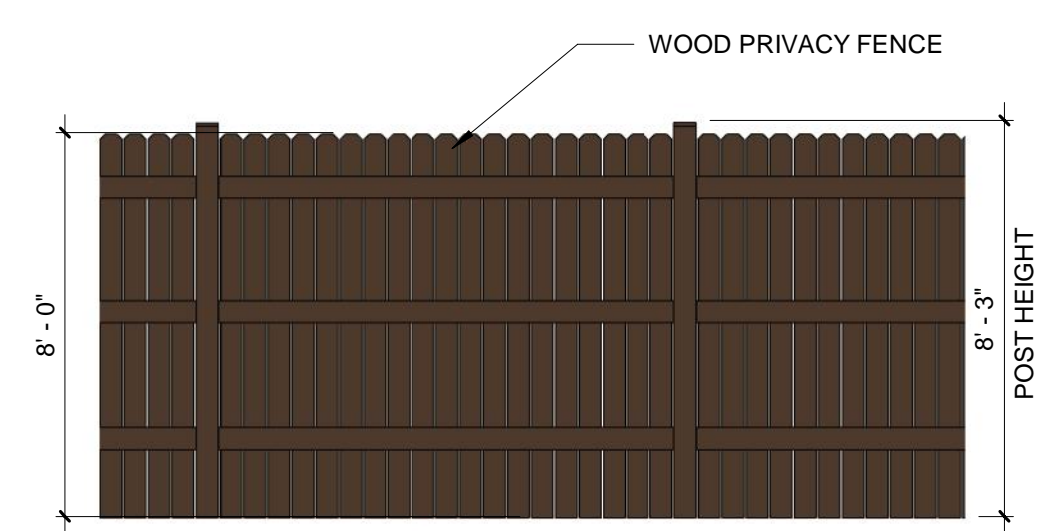 WOOD PRIVACY FENCE
8' - 0"
8' - 3"
POST HEIGHT